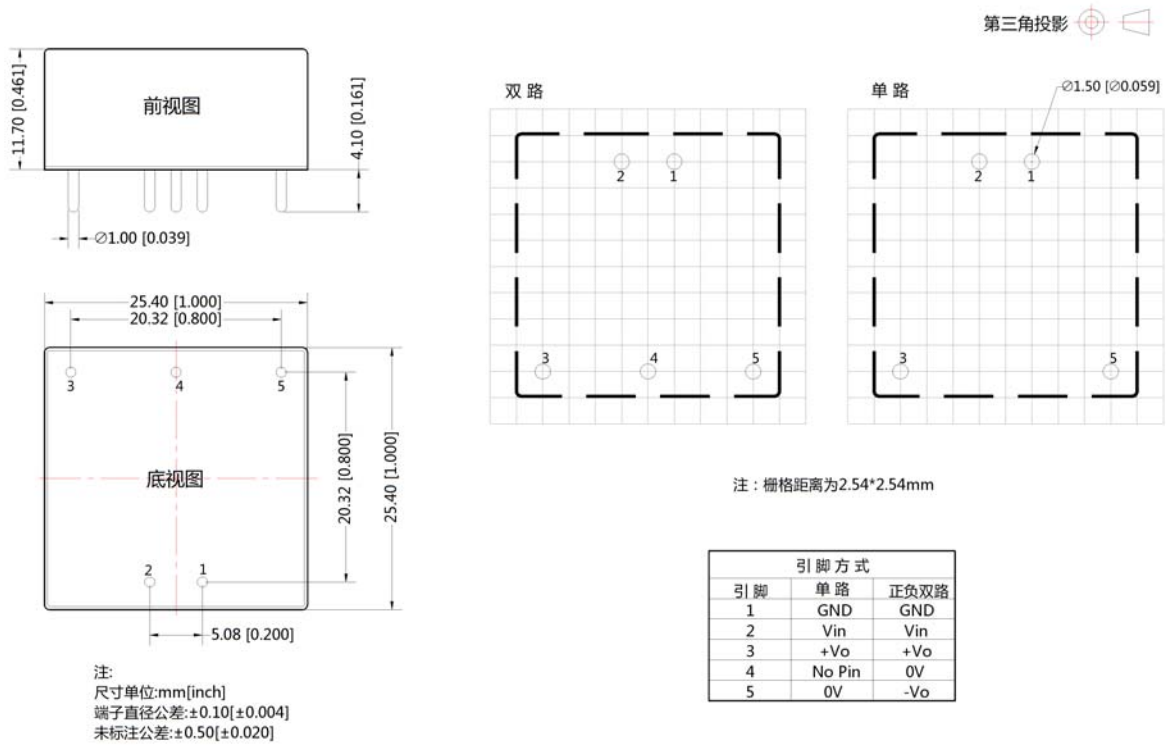 第三角投影
前视图
11.70 [0.461]
4.10 [0.161]
∅1.00 [0.039]
25.40 [1.000]
20.32 [0.800]
3 4 5
底视图
20.32 [0.800]
25.40 [1.000]
2 1
5.08 [0.200]
注:
尺寸单位:mm[inch]
端子直径公差:±0.10[±0.004]
未标注公差:±0.50[±0.020]
双 路
2 1
3 4 5
单 路
∅1.50 [∅0.059]
2 1
3 5
注：栅格距离为2.54*2.54mm
引 脚 方 式
引 脚 单 路 正负双路
1 GND GND
2 Vin Vin
3 +Vo +Vo
4 No Pin 0V
5 0V -Vo